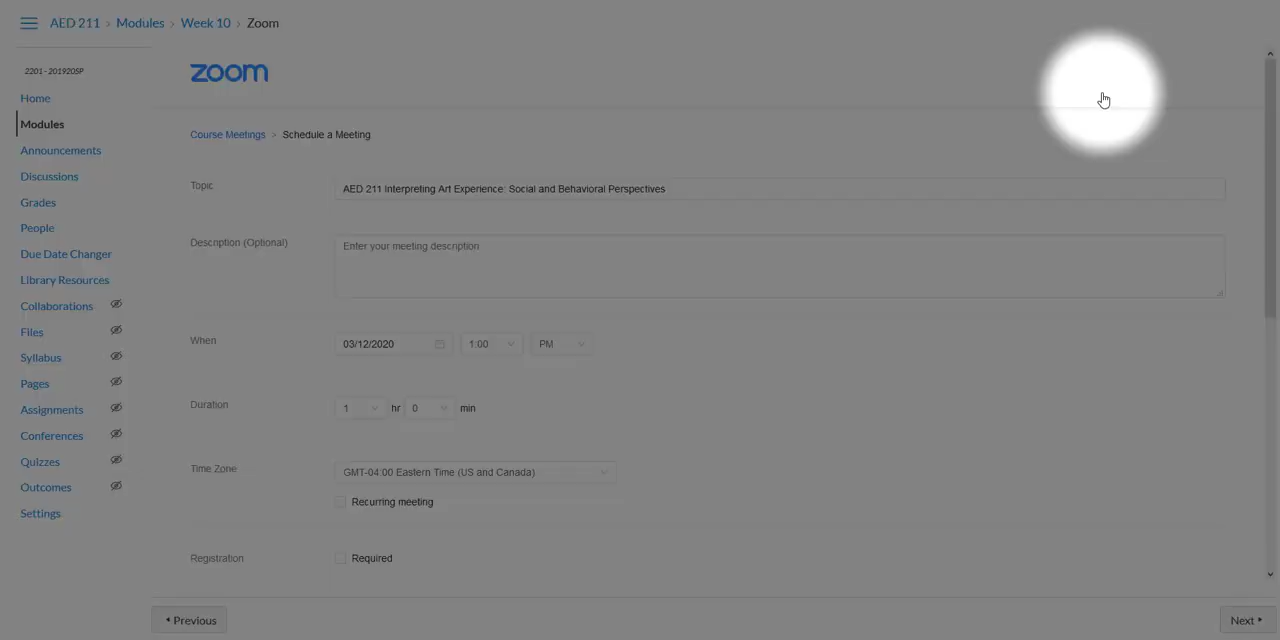 AED 211 > Modules > Week 10 > Zoom
2201-201920SP
Home
Modules
Announcements
Discussions
Grades
People
Due Date Changer
Library Resources
Collaborations
Files
Syllabus
Pages
Assignments
Conferences
Quizzes
Outcomes
Settings
zoom
Course Meetings > Schedule a Meeting
Topic AED 211 Interpreting Art Experience: Social and Behavioral Perspectives
Description (Optional) Enter your meeting description
When 03/12/2020 1:00 PM
Duration 1 hr 0 min
Time Zone GMT-04:00 Eastern Time (US and Canada)
Recurring meeting
Registration Required
Previous Next